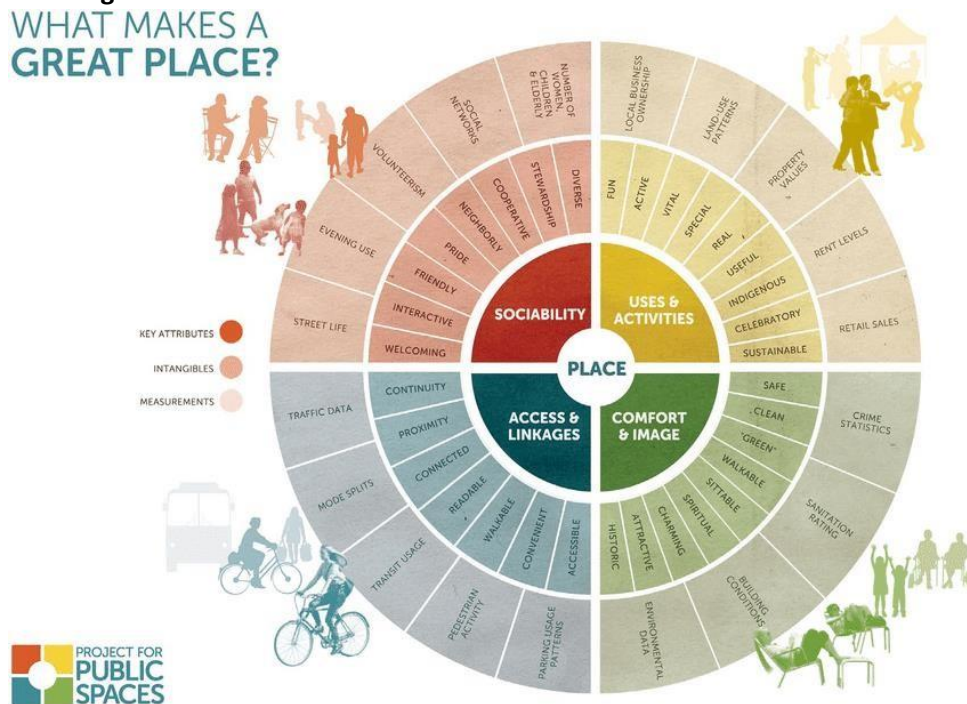 WHAT MAKES A
GREAT PLACE?
KEY ATTRIBUTES
INTANGIBLES
MEASUREMENTS
PLACE
SOCIABILITY
USES &
ACTIVITIES
ACCESS &
LINKAGES
COMFORT
& IMAGE
WELCOMING
INTERACTIVE
FRIENDLY
PRIDE
NEIGHBORLY
COOPERATIVE
STEWARDSHIP
DIVERSE
STREET LIFE
EVENING USE
VOLUNTEERISM
SOCIAL
NETWORKS
NUMBER OF
WOMEN,
CHILDREN
& ELDERLY
FUN
ACTIVE
VITAL
SPECIAL
REAL
USEFUL
INDIGENOUS
CELEBRATORY
SUSTAINABLE
LOCAL BUSINESS
OWNERSHIP
LAND-USE
PATTERNS
PROPERTY
VALUES
RENT LEVELS
RETAIL SALES
SAFE
CLEAN
"GREEN"
WALKABLE
SITTABLE
SPIRITUAL
CHARMING
ATTRACTIVE
HISTORIC
CRIME
STATISTICS
SANITATION
RATING
BUILDING
CONDITIONS
ENVIRONMENTAL
DATA
CONTINUITY
PROXIMITY
CONNECTED
READABLE
WALKABLE
CONVENIENT
ACCESSIBLE
TRAFFIC DATA
MODE SPLITS
TRANSIT USAGE
PEDESTRIAN
ACTIVITY
PARKING USAGE
PATTERNS
PROJECT FOR
PUBLIC
SPACES